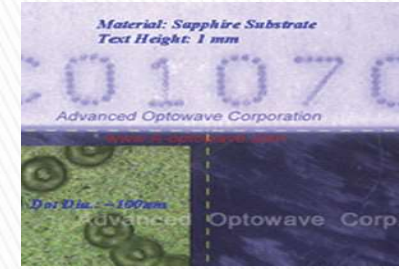 Material: Sapphire Substrate
Text Height: 1 mm
C01070
Advanced Optowave Corporation
Dot Dia.: ~100um
Advanced Optowave Corp